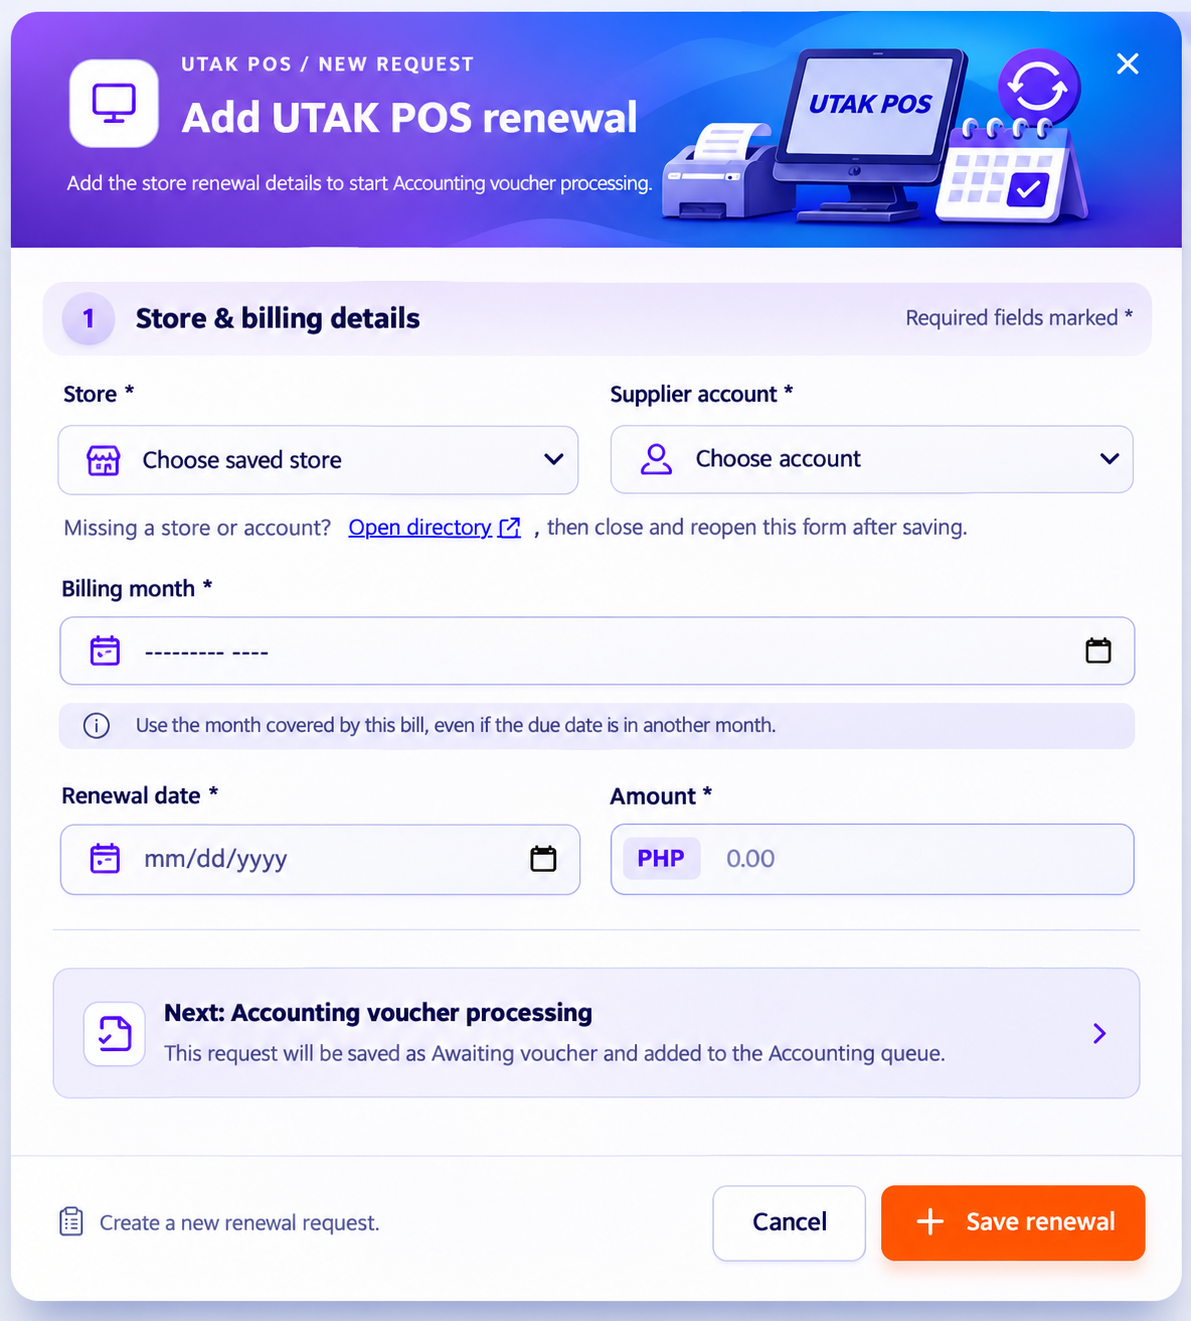 UTAK POS / NEW REQUEST
Add UTAK POS renewal
Add the store renewal details to start Accounting voucher processing.
UTAK POS
1 Store & billing details Required fields marked *
Store * Supplier account *
Choose saved store Choose account
Missing a store or account? Open directory , then close and reopen this form after saving.
Billing month *
--------- ----
Use the month covered by this bill, even if the due date is in another month.
Renewal date * Amount *
mm/dd/yyyy PHP 0.00
Next: Accounting voucher processing
This request will be saved as Awaiting voucher and added to the Accounting queue.
Create a new renewal request. Cancel Save renewal